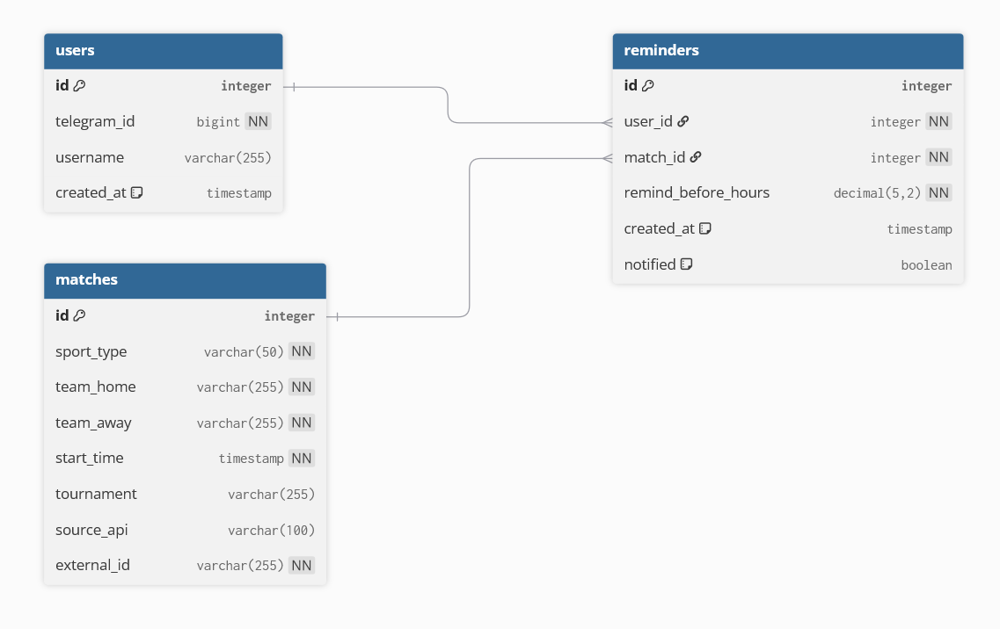 users
id integer
telegram_id bigint NN
username varchar(255)
created_at timestamp
reminders
id integer
user_id integer NN
match_id integer NN
remind_before_hours decimal(5,2) NN
created_at timestamp
notified boolean
matches
id integer
sport_type varchar(50) NN
team_home varchar(255) NN
team_away varchar(255) NN
start_time timestamp NN
tournament varchar(255)
source_api varchar(100)
external_id varchar(255) NN